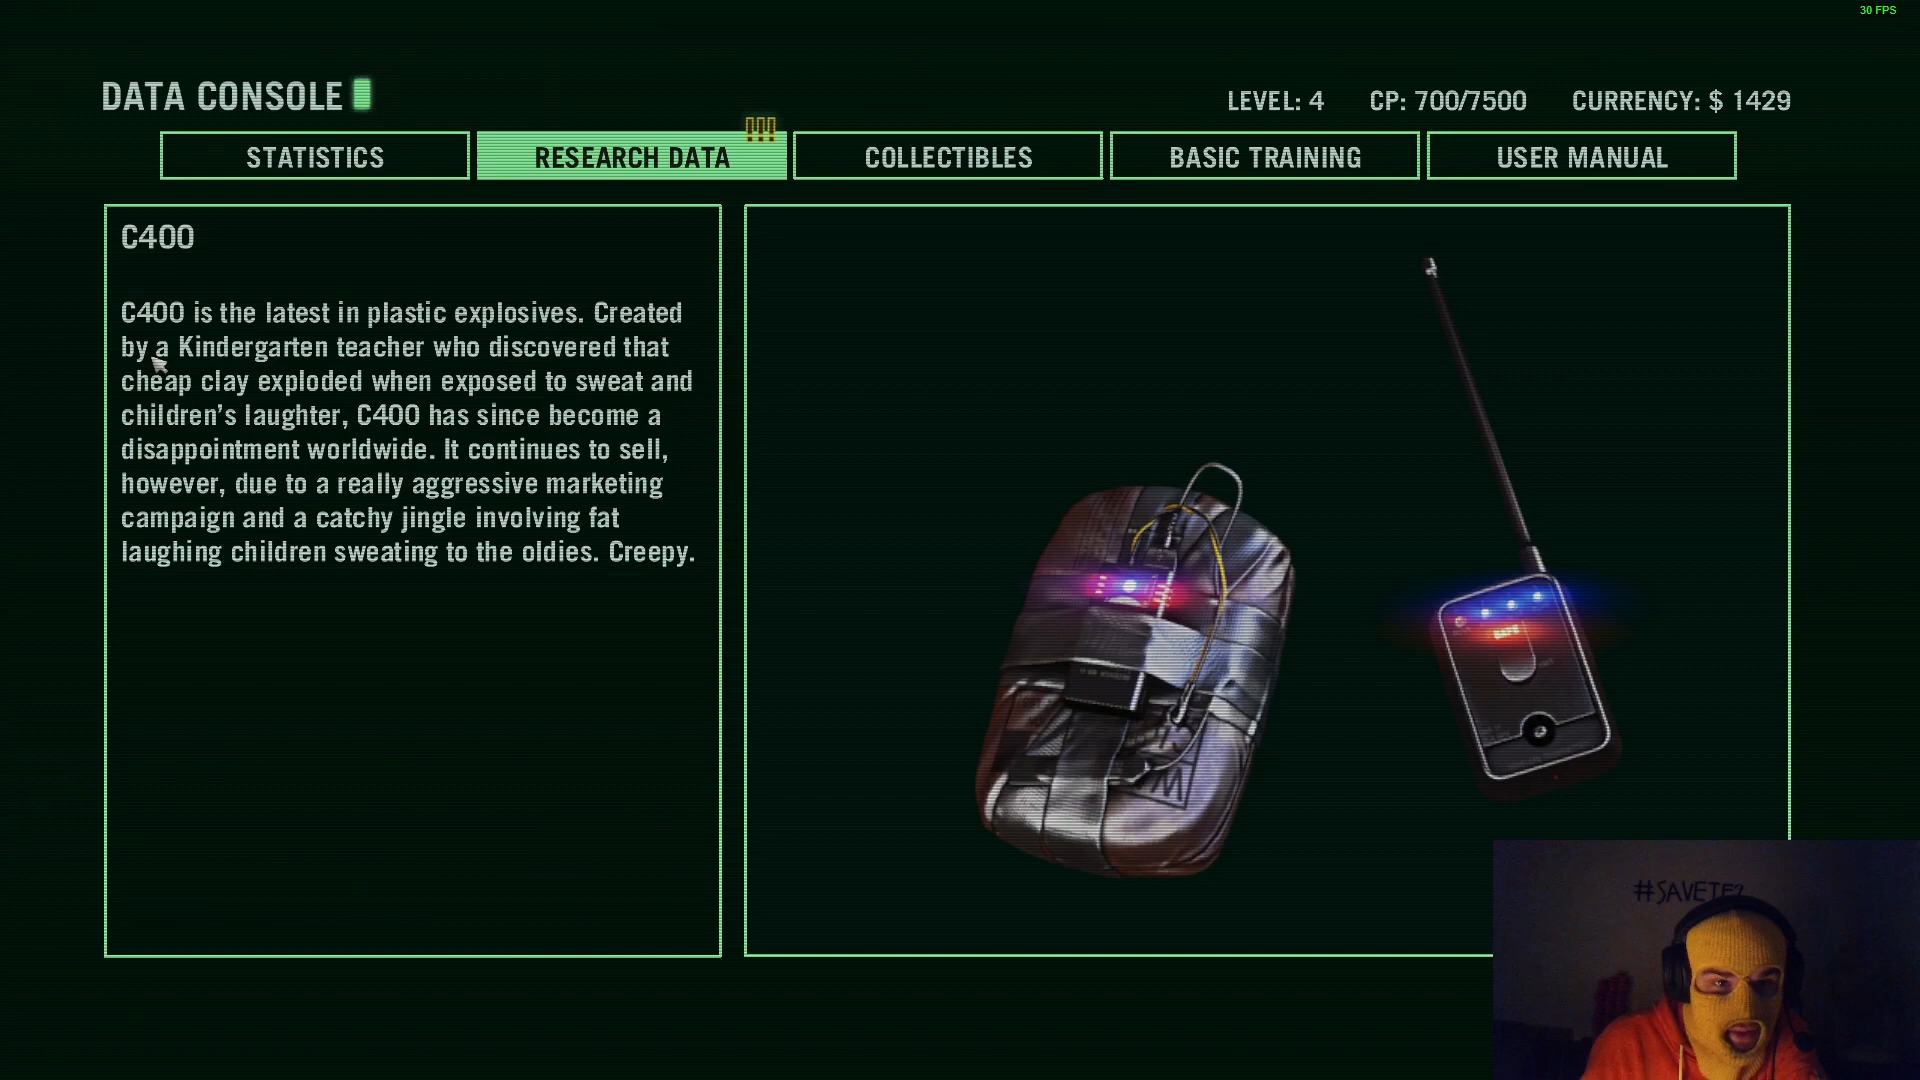 30 FPS
DATA CONSOLE
LEVEL: 4 CP: 700/7500 CURRENCY: $ 1429
!!!
STATISTICS RESEARCH DATA COLLECTIBLES BASIC TRAINING USER MANUAL
C400
C400 is the latest in plastic explosives. Created
by a Kindergarten teacher who discovered that
cheap clay exploded when exposed to sweat and
children's laughter, C400 has since become a
disappointment worldwide. It continues to sell,
however, due to a really aggressive marketing
campaign and a catchy jingle involving fat
laughing children sweating to the oldies. Creepy.
SAFE